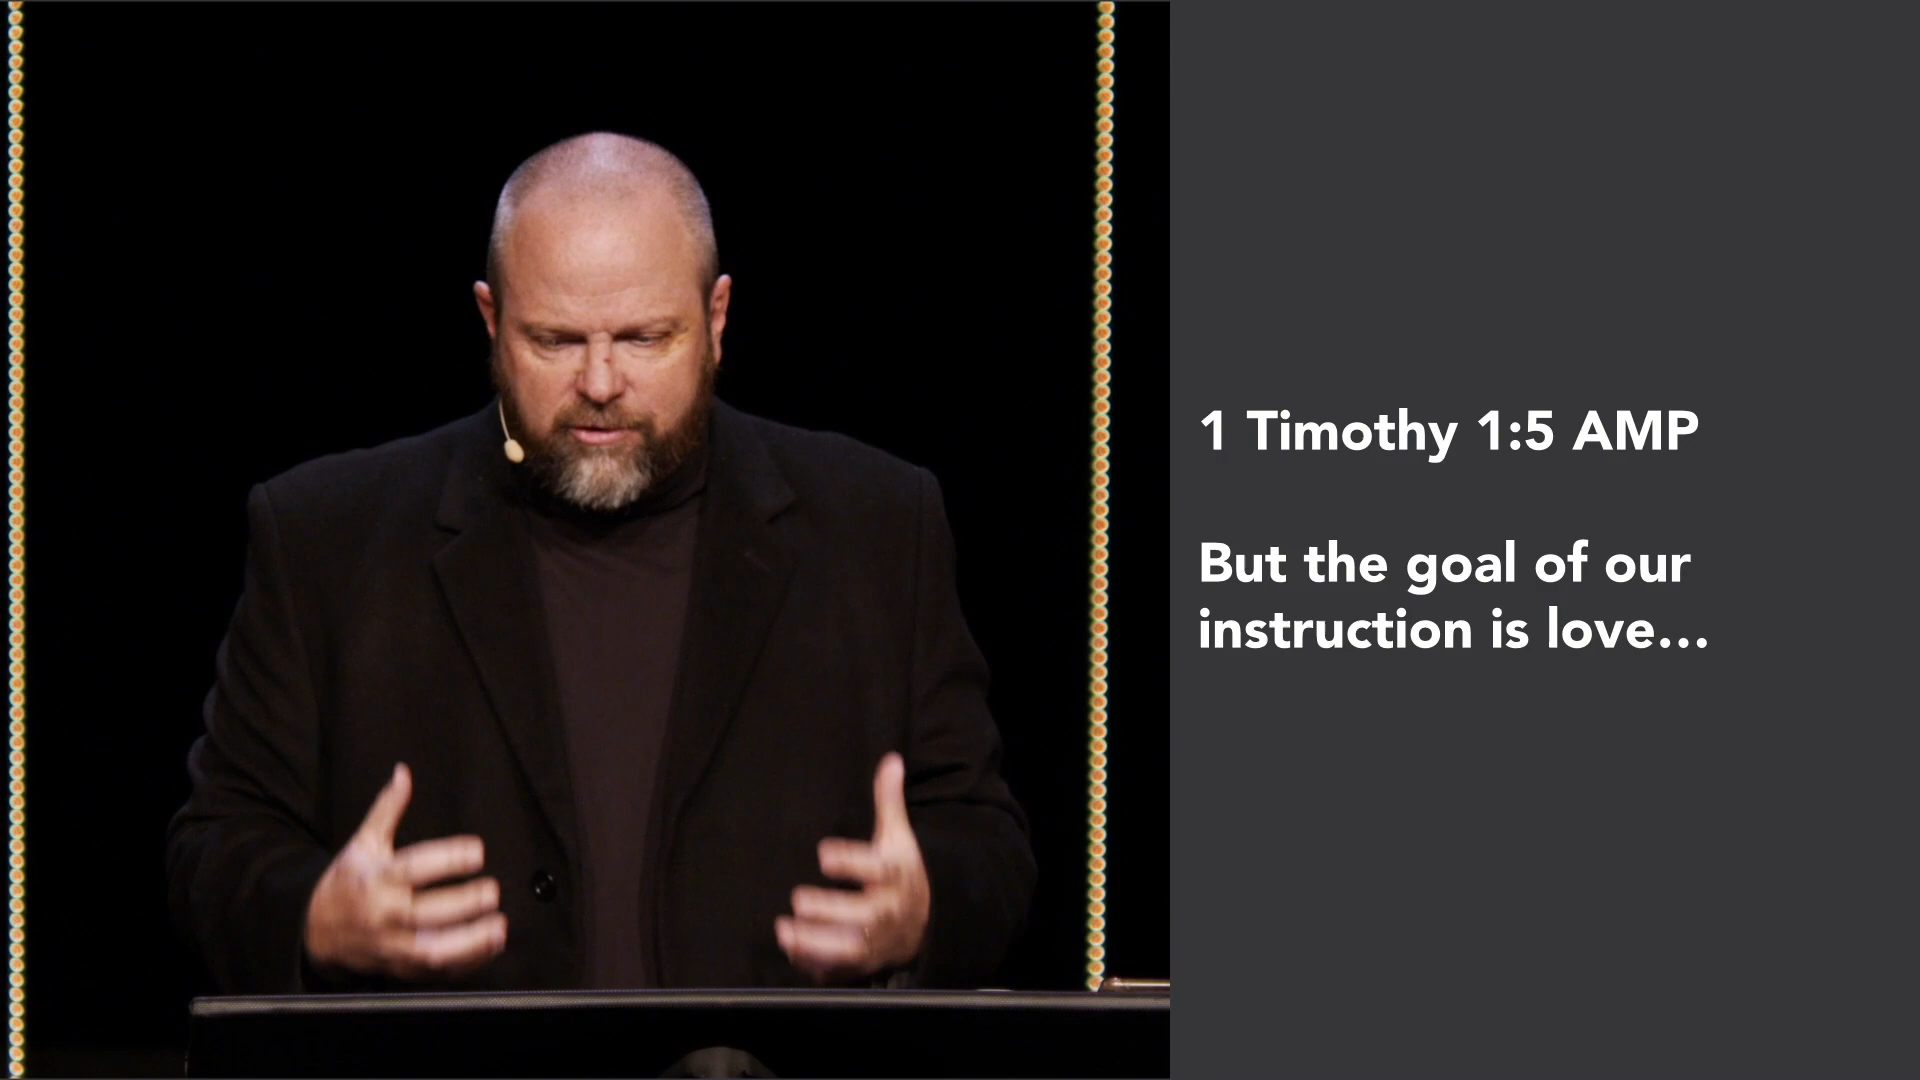 1 Timothy 1:5 AMP
But the goal of our
instruction is love…